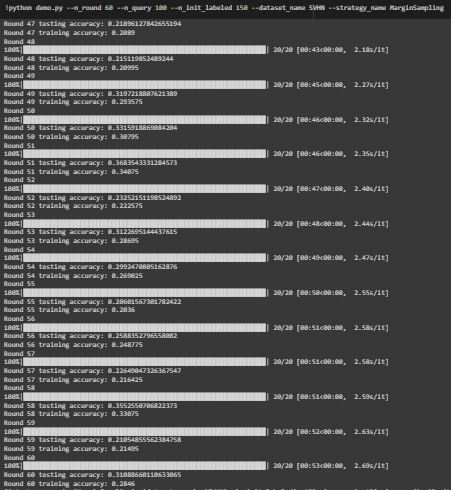 !python demo.py --n_round 60 --n_query 100 --n_init_labeled 150 --dataset_name SVHN --strategy_name MarginSampling
Round 47 testing accuracy: 0.21896127842655194
Round 47 training accuracy: 0.2089
Round 48
100% 20/20 [00:43<00:00, 2.18s/it]
Round 48 testing accuracy: 0.215119852489244
Round 48 training accuracy: 0.20995
Round 49
100% 20/20 [00:45<00:00, 2.27s/it]
Round 49 testing accuracy: 0.3197218807621389
Round 49 training accuracy: 0.293575
Round 50
100% 20/20 [00:46<00:00, 2.32s/it]
Round 50 testing accuracy: 0.3315918869084204
Round 50 training accuracy: 0.30795
Round 51
100% 20/20 [00:46<00:00, 2.35s/it]
Round 51 testing accuracy: 0.3683543331284573
Round 51 training accuracy: 0.34075
Round 52
100% 20/20 [00:47<00:00, 2.40s/it]
Round 52 testing accuracy: 0.23252151198524892
Round 52 training accuracy: 0.222575
Round 53
100% 20/20 [00:48<00:00, 2.44s/it]
Round 53 testing accuracy: 0.3122695144437615
Round 53 training accuracy: 0.28695
Round 54
100% 20/20 [00:49<00:00, 2.47s/it]
Round 54 testing accuracy: 0.2992470805162876
Round 54 training accuracy: 0.269025
Round 55
100% 20/20 [00:50<00:00, 2.55s/it]
Round 55 testing accuracy: 0.20601567301782422
Round 55 training accuracy: 0.2036
Round 56
100% 20/20 [00:51<00:00, 2.58s/it]
Round 56 testing accuracy: 0.2588352796558082
Round 56 training accuracy: 0.248775
Round 57
100% 20/20 [00:51<00:00, 2.58s/it]
Round 57 testing accuracy: 0.22649047326367547
Round 57 training accuracy: 0.216425
Round 58
100% 20/20 [00:51<00:00, 2.59s/it]
Round 58 testing accuracy: 0.3552550706822373
Round 58 training accuracy: 0.33075
Round 59
100% 20/20 [00:52<00:00, 2.63s/it]
Round 59 testing accuracy: 0.21054855562384758
Round 59 training accuracy: 0.21495
Round 60
100% 20/20 [00:53<00:00, 2.69s/it]
Round 60 testing accuracy: 0.31088660110633065
Round 60 training accuracy: 0.2846